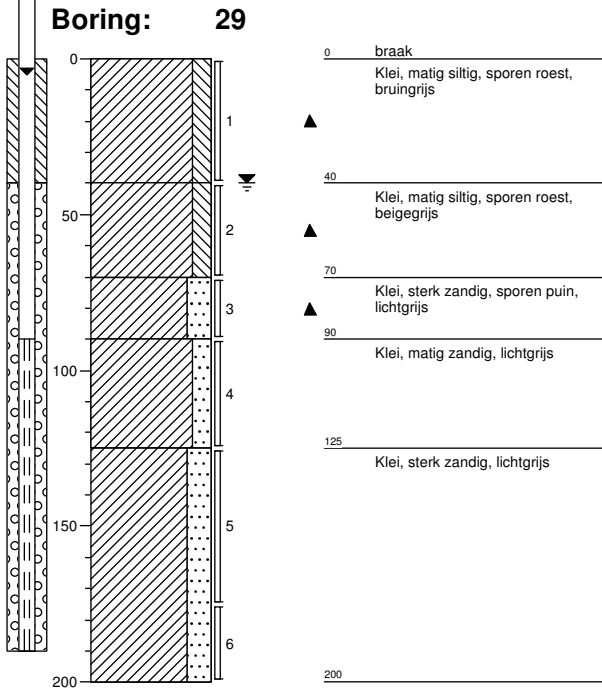 Boring: 29
0
50
100
150
200
1
2
3
4
5
6
0 braak
Klei, matig siltig, sporen roest,
bruingrijs
40
Klei, matig siltig, sporen roest,
beigegrijs
70
Klei, sterk zandig, sporen puin,
lichtgrijs
90
Klei, matig zandig, lichtgrijs
125
Klei, sterk zandig, lichtgrijs
200